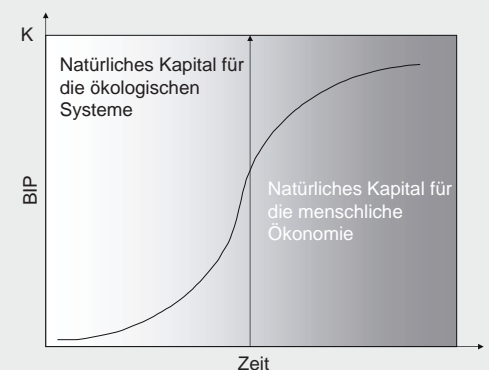 K
Natürliches Kapital für
die ökologischen
Systeme
BIP
Natürliches Kapital für
die menschliche
Ökonomie
Zeit